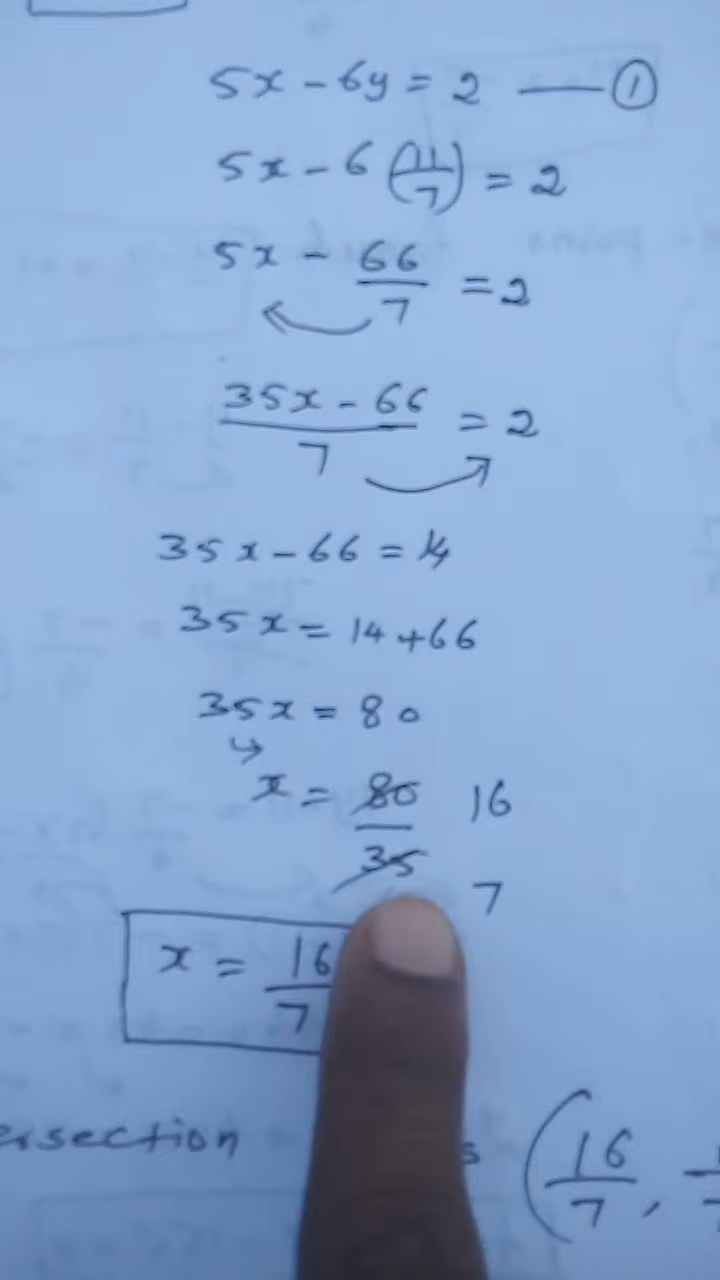 5x - 6y = 2 —— ①
5x - 6 (11/7) = 2
5x - 66/7 = 2
35x - 66 / 7 = 2
35x - 66 = 14
35x = 14 + 66
35x = 80
x = 80/35 16/7
x = 16/7
ersection s (16/7,